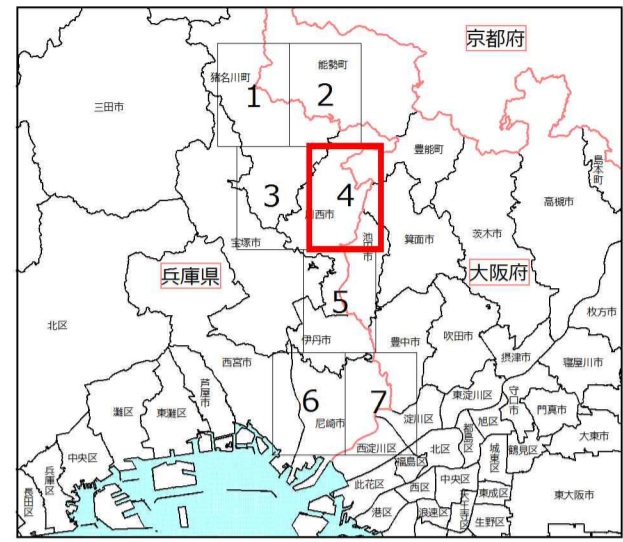 京都府
能勢町
猪名川町
1
2
三田市
豊能町
島本町
高槻市
3
4
川西市
茨木市
箕面市
池田市
宝塚市
兵庫県
大阪府
5
枚方市
北区
伊丹市
豊中市
吹田市
摂津市
寝屋川市
西宮市
芦屋市
東淀川区
守口市
門真市
6
7
灘区
東灘区
尼崎市
淀川区
旭区
都島区
大東市
西淀川区
北区
城東区
鶴見区
中央区
福島区
兵庫区
此花区
西区
中央区
東成区
東大阪市
長田区
港区
浪速区
天王寺区
生野区